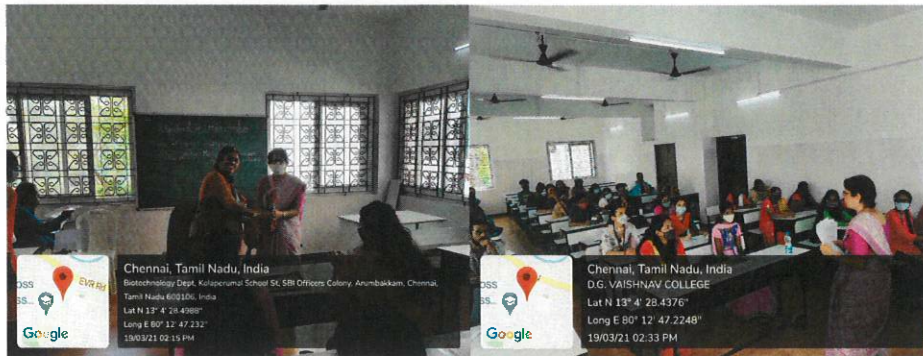 Chennai, Tamil Nadu, India
Biotechnology Dept, Kolaperumal School St, SBI Officers Colony, Arumbakkam, Chennai,
Tamil Nadu 600106, India
Lat N 13° 4' 28.4988"
Long E 80° 12' 47.232"
19/03/21 02:15 PM
EVR Rd
Google
Chennai, Tamil Nadu, India
D.G. VAISHNAV COLLEGE
Lat N 13° 4' 28.4376"
Long E 80° 12' 47.2248"
19/03/21 02:33 PM
Google